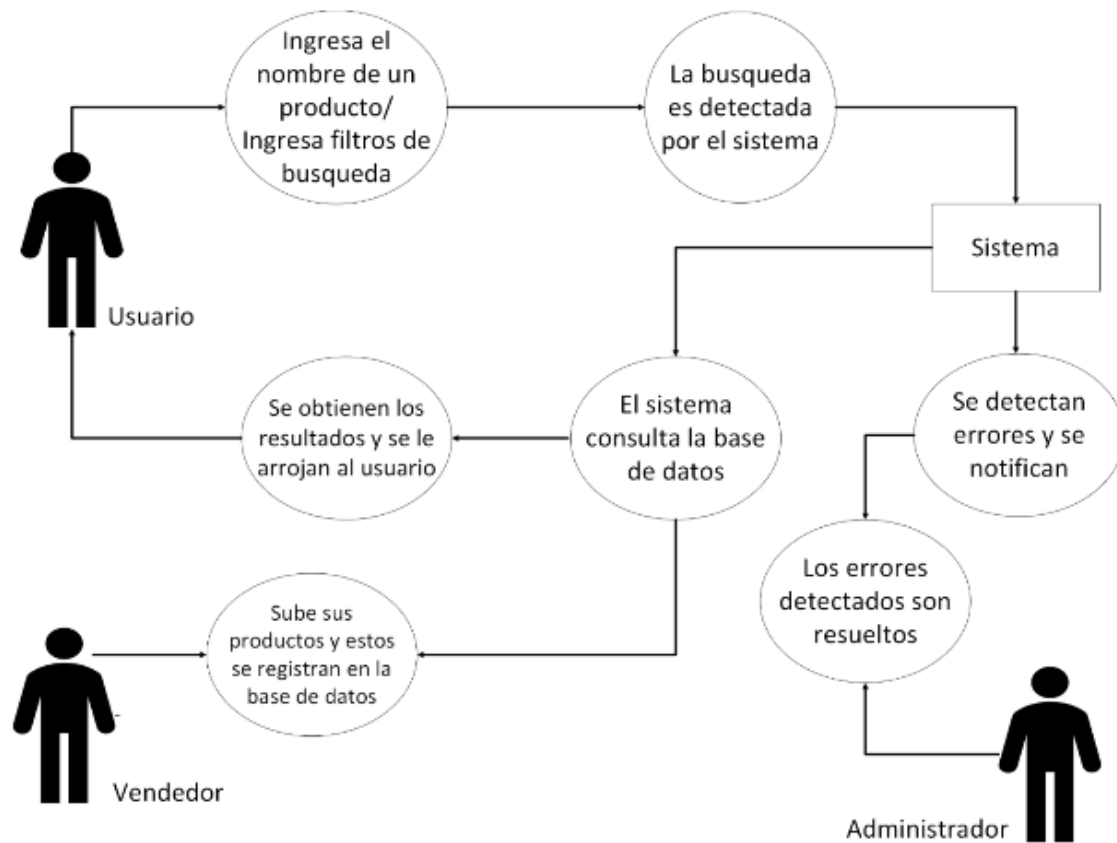 Ingresa el
nombre de un
producto/
Ingresa filtros de
busqueda
La busqueda
es detectada
por el sistema
Sistema
Usuario
Se obtienen los
resultados y se le
arrojan al usuario
El sistema
consulta la base
de datos
Se detectan
errores y se
notifican
Los errores
detectados son
resueltos
Sube sus
productos y estos
se registran en la
base de datos
Vendedor
Administrador